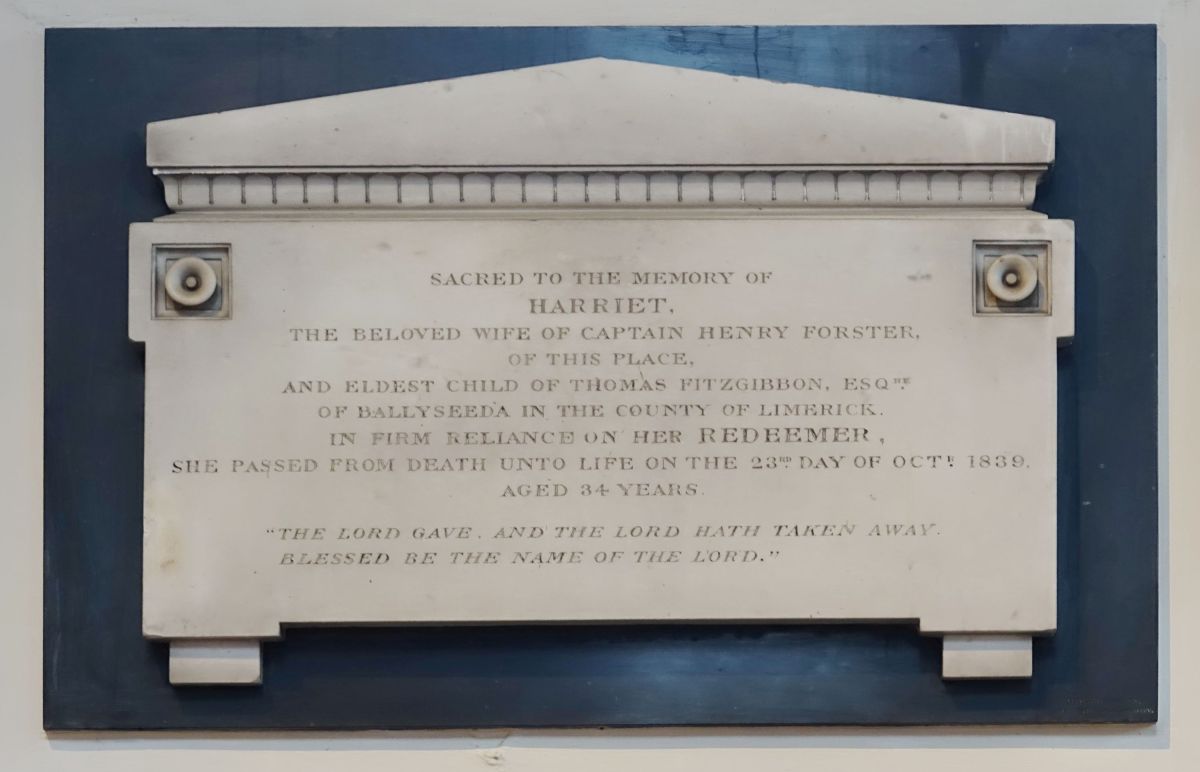 SACRED TO THE MEMORY OF
HARRIET,
THE BELOVED WIFE OF CAPTAIN HENRY FORSTER,
OF THIS PLACE,
AND ELDEST CHILD OF THOMAS FITZGIBBON, ESQRE.
OF BALLYSEEDA IN THE COUNTY OF LIMERICK.
IN FIRM RELIANCE ON HER REDEEMER,
SHE PASSED FROM DEATH UNTO LIFE ON THE 23RD DAY OF OCTR. 1839,
AGED 34 YEARS.
"THE LORD GAVE, AND THE LORD HATH TAKEN AWAY.
BLESSED BE THE NAME OF THE LORD."